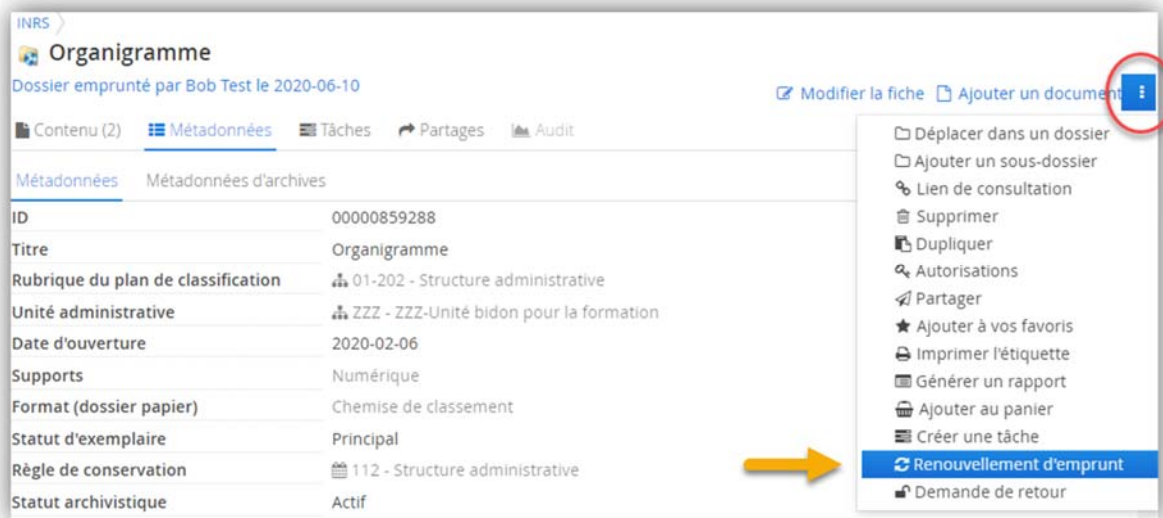 INRS
Organigramme
Dossier emprunté par Bob Test le 2020-06-10
Modifier la fiche Ajouter un document
Contenu (2) Métadonnées Tâches Partages Audit
Métadonnées Métadonnées d'archives
ID 00000859288
Titre Organigramme
Rubrique du plan de classification 01-202 - Structure administrative
Unité administrative ZZZ - ZZZ-Unité bidon pour la formation
Date d'ouverture 2020-02-06
Supports Numérique
Format (dossier papier) Chemise de classement
Statut d'exemplaire Principal
Règle de conservation 112 - Structure administrative
Statut archivistique Actif
Déplacer dans un dossier
Ajouter un sous-dossier
Lien de consultation
Supprimer
Dupliquer
Autorisations
Partager
Ajouter à vos favoris
Imprimer l'étiquette
Générer un rapport
Ajouter au panier
Créer une tâche
Renouvellement d'emprunt
Demande de retour